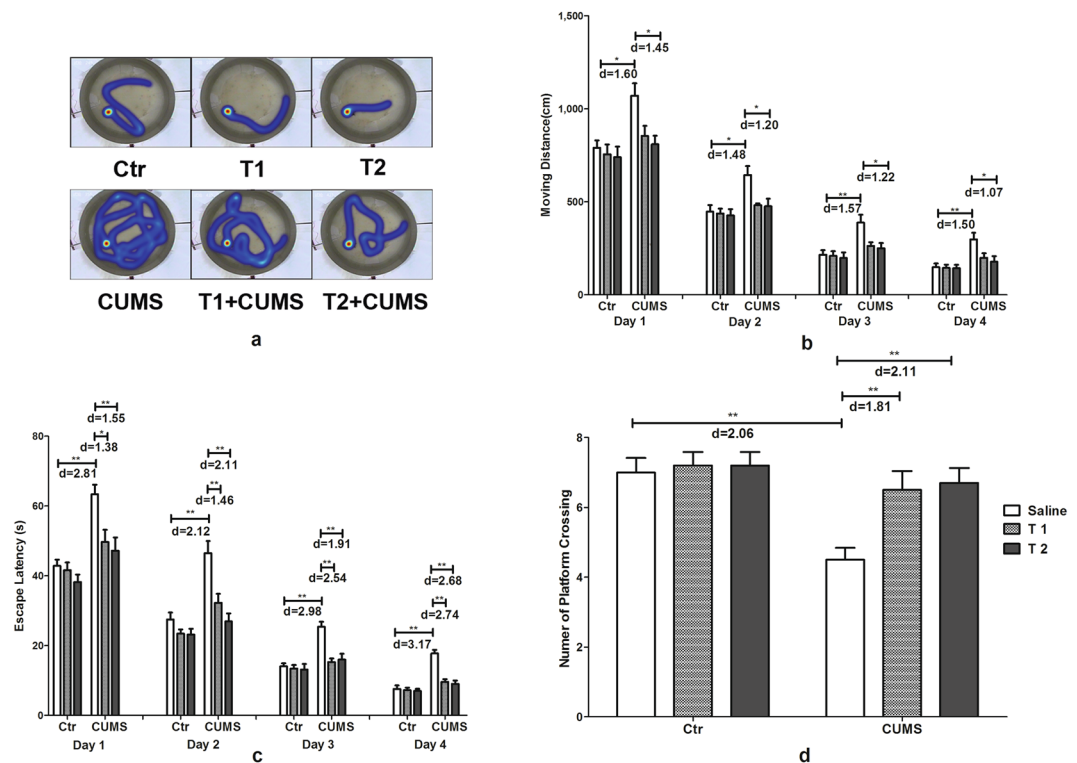 a
Ctr T1 T2
CUMS T1+CUMS T2+CUMS
b
Moving Distance(cm)
1,500
1,000
500
0
*
d=1.60
*
d=1.45
*
d=1.48
*
d=1.20
**
d=1.57
*
d=1.22
**
d=1.50
*
d=1.07
Ctr CUMS Ctr CUMS Ctr CUMS Ctr CUMS
Day 1 Day 2 Day 3 Day 4
c
Escape Latency (s)
80
60
40
20
0
**
d=2.81
**
d=1.55
*
d=1.38
**
d=2.12
**
d=2.11
**
d=1.46
**
d=2.98
**
d=1.91
**
d=2.54
**
d=3.17
**
d=2.68
**
d=2.74
Ctr CUMS Ctr CUMS Ctr CUMS Ctr CUMS
Day 1 Day 2 Day 3 Day 4
d
Numer of Platform Crossing
8
6
4
2
0
**
d=2.06
**
d=2.11
**
d=1.81
Ctr CUMS
Saline
T 1
T 2